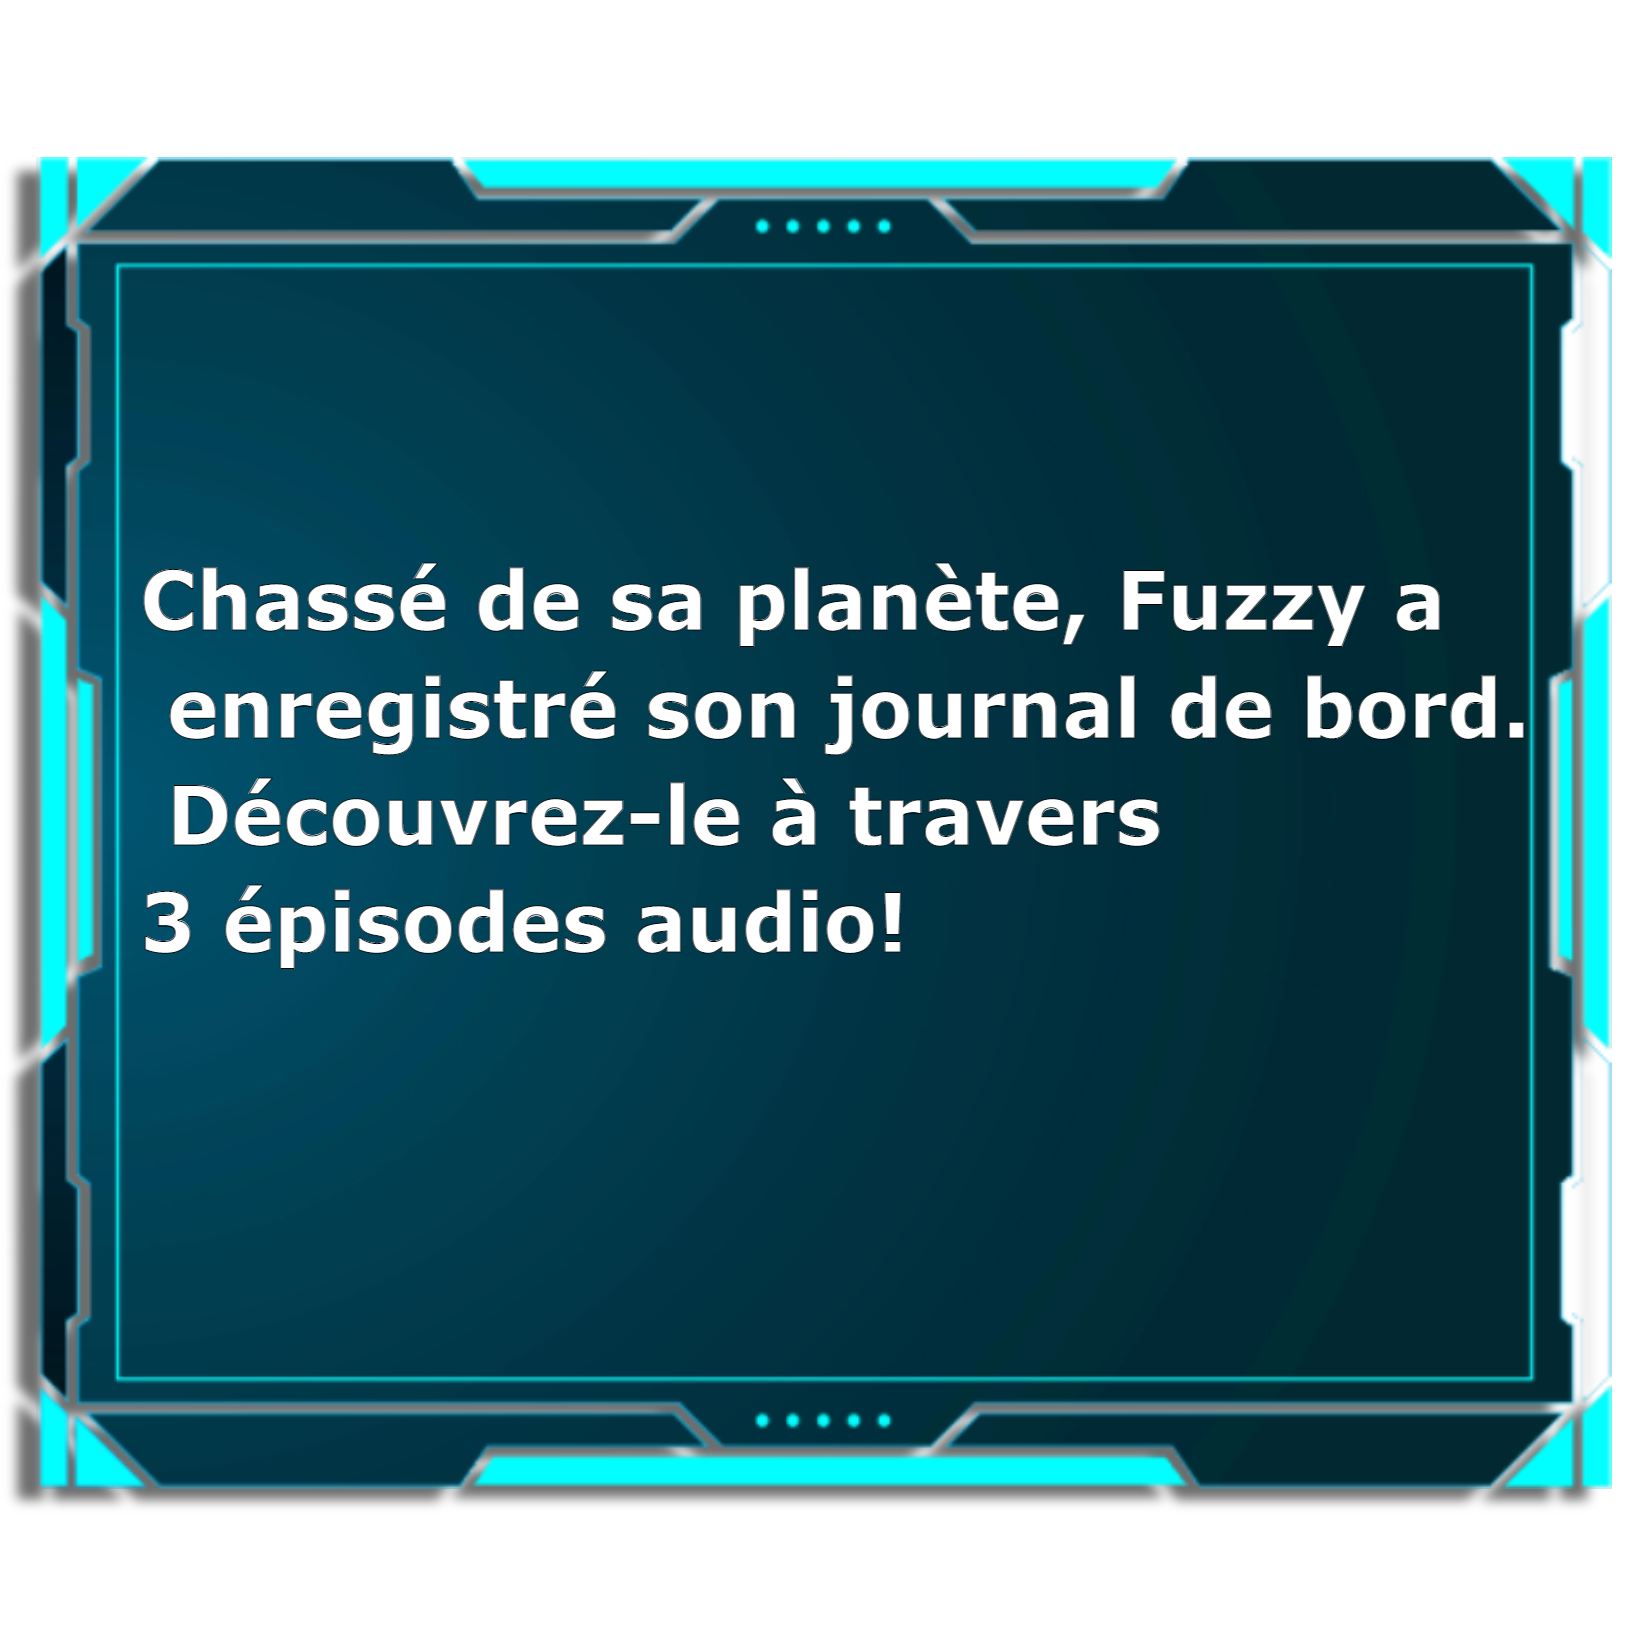 Chassé de sa planète, Fuzzy a
enregistré son journal de bord.
Découvrez-le à travers
3 épisodes audio!